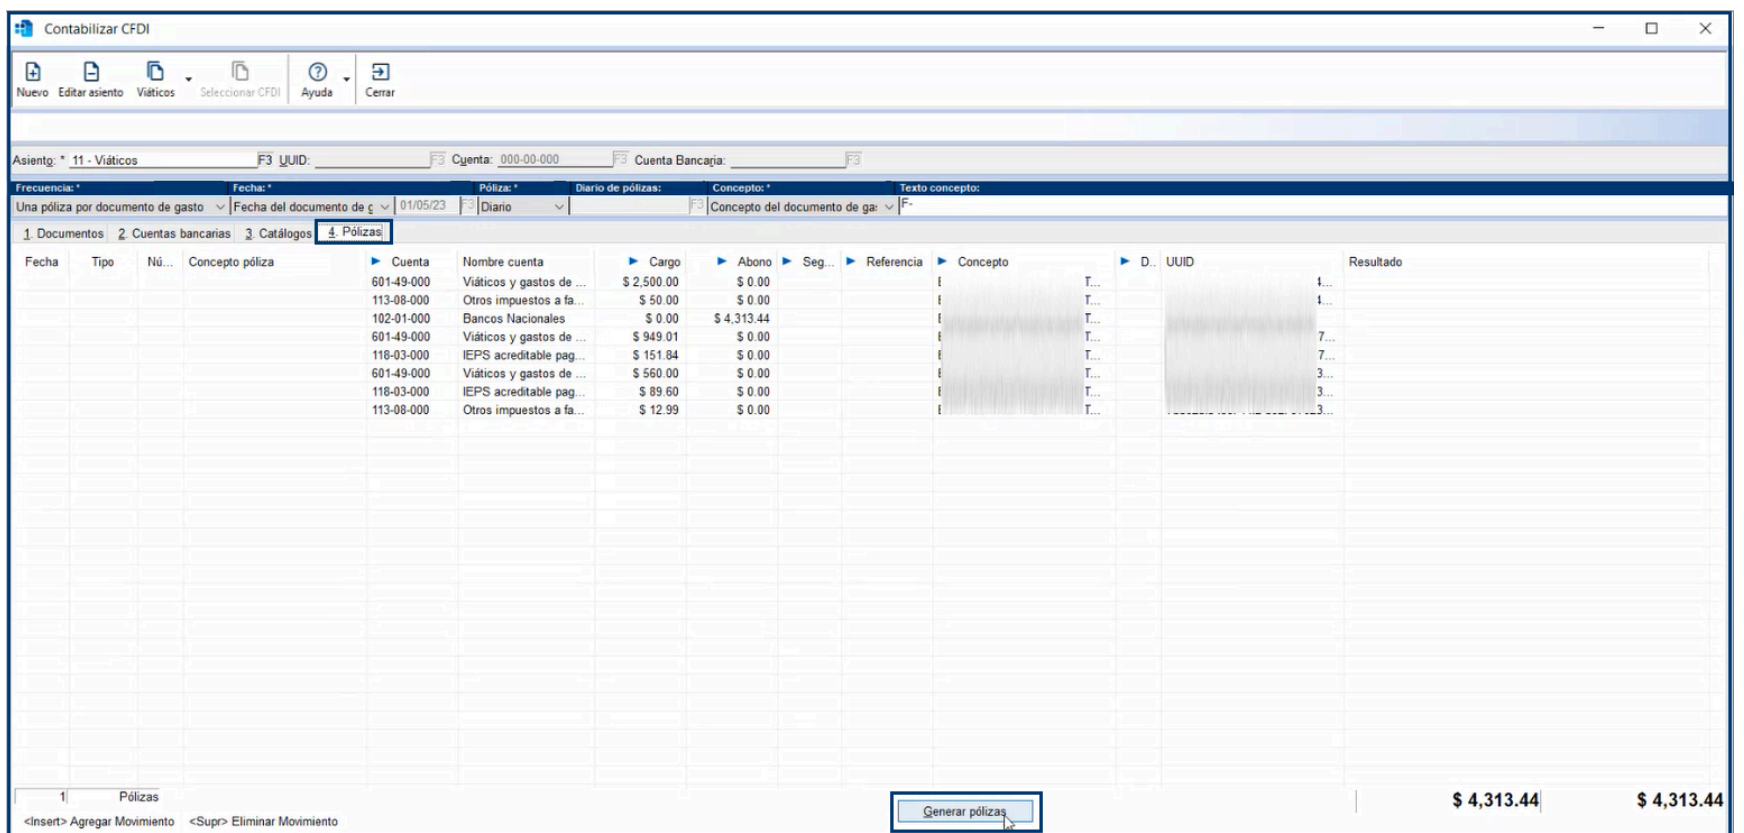 Contabilizar CFDI
Nuevo Editar asiento Viáticos Seleccionar CFDI Ayuda Cerrar
Asiento: * 11 - Viáticos F3 UUID: F3 Cuenta: 000-00-000 F3 Cuenta Bancaria: F3
Frecuencia: * Fecha: * Póliza: * Diario de pólizas: Concepto: * Texto concepto:
Una póliza por documento de gasto Fecha del documento de g 01/05/23 F3 Diario F3 Concepto del documento de ga: F-
1. Documentos 2. Cuentas bancarias 3. Catálogos 4. Pólizas
Fecha Tipo Nú... Concepto póliza Cuenta Nombre cuenta Cargo Abono Seg... Referencia Concepto D.. UUID Resultado
601-49-000 Viáticos y gastos de ... $ 2,500.00 $ 0.00 T... 4...
113-08-000 Otros impuestos a fa... $ 50.00 $ 0.00 T... 4...
102-01-000 Bancos Nacionales $ 0.00 $ 4,313.44 T...
601-49-000 Viáticos y gastos de ... $ 949.01 $ 0.00 T... 7...
118-03-000 IEPS acreditable pag... $ 151.84 $ 0.00 T... 7...
601-49-000 Viáticos y gastos de ... $ 560.00 $ 0.00 T... 3...
118-03-000 IEPS acreditable pag... $ 89.60 $ 0.00 T... 3...
113-08-000 Otros impuestos a fa... $ 12.99 $ 0.00 T... 3...
1 Pólizas Generar pólizas $ 4,313.44 $ 4,313.44
<Insert> Agregar Movimiento <Supr> Eliminar Movimiento